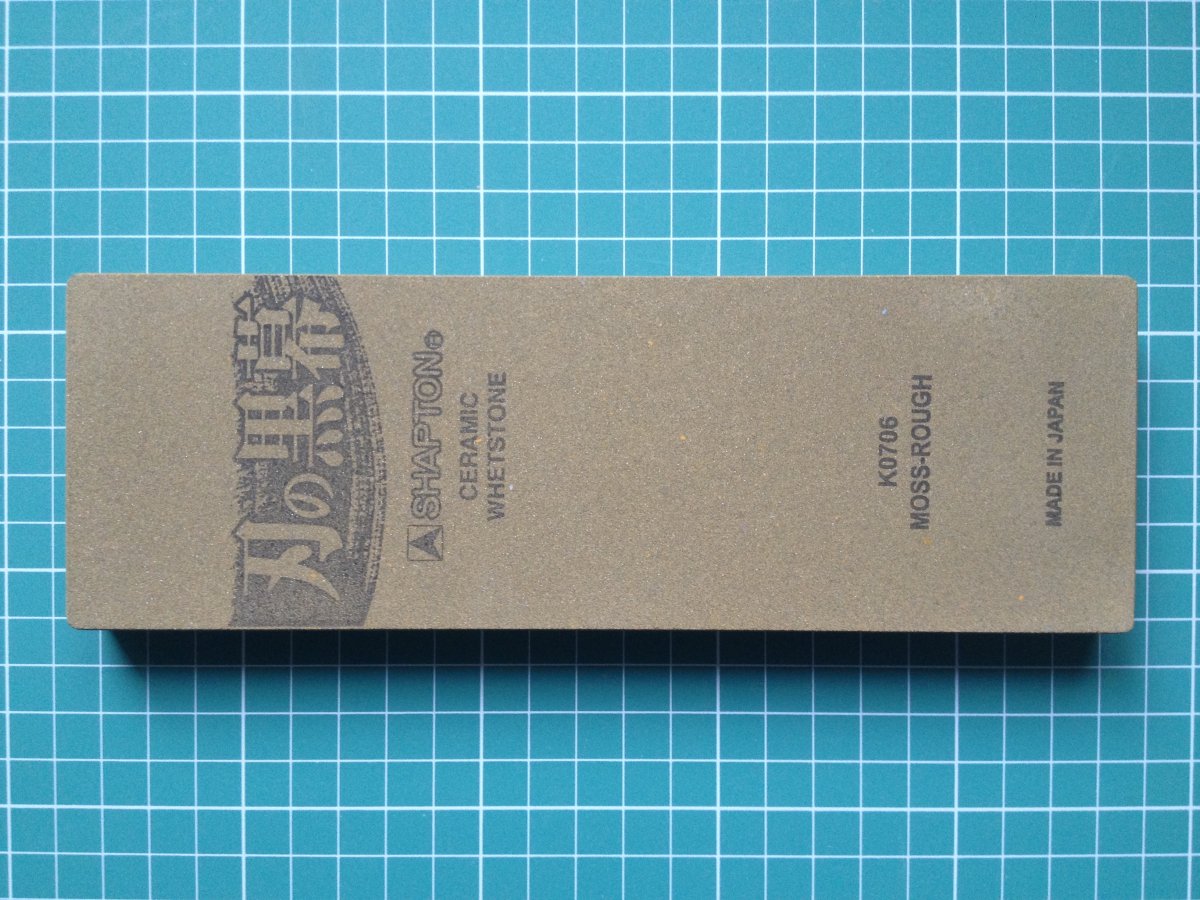 刃の黒幕
SHAPTON®
CERAMIC
WHETSTONE
K0706
MOSS-ROUGH
MADE IN JAPAN